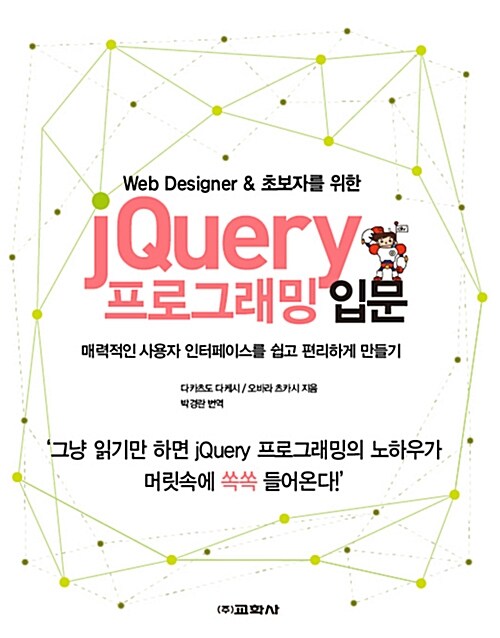 Web Designer & 초보자를 위한
jQuery
프로그래밍 입문
매력적인 사용자 인터페이스를 쉽고 편리하게 만들기
다카츠도 다케시 / 오바라 츠카시 지음
박경란 번역
‘그냥 읽기만 하면 jQuery 프로그래밍의 노하우가
머릿속에 쏙쏙 들어온다!’
(주)교학사